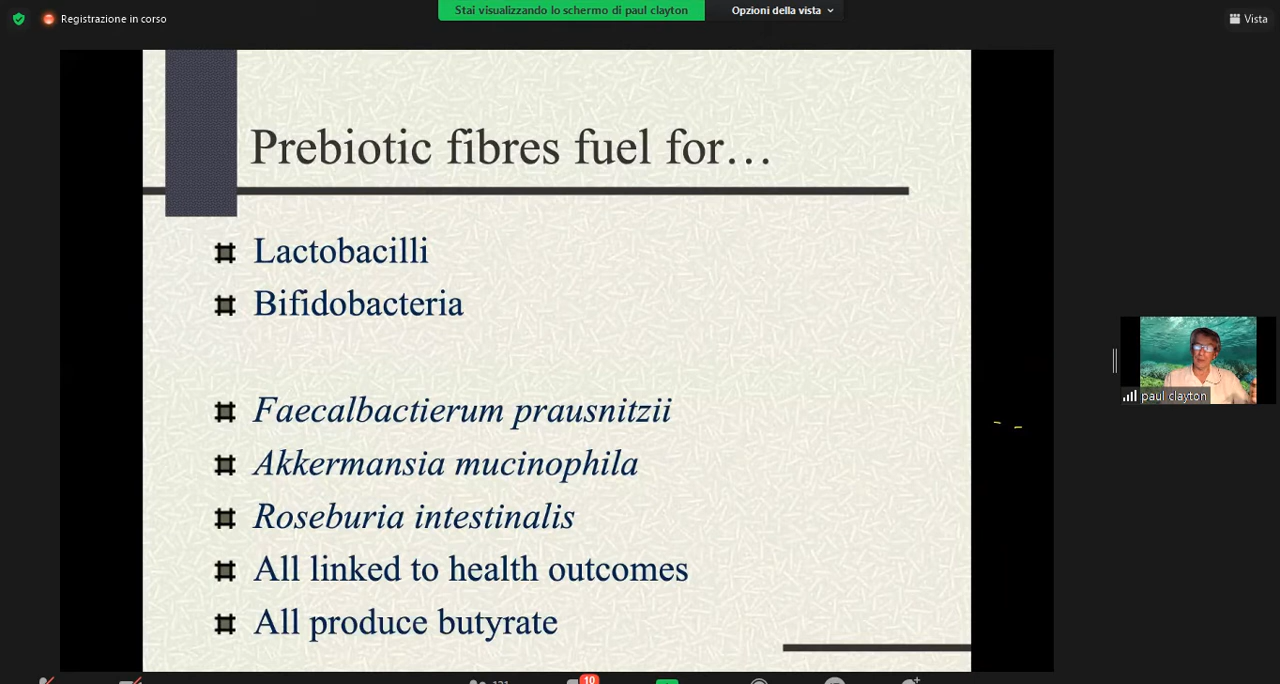 Registrazione in corso
Stai visualizzando lo schermo di paul clayton
Opzioni della vista
Vista
Prebiotic fibres fuel for…
Lactobacilli
Bifidobacteria
Faecalbactierum prausnitzii
Akkermansia mucinophila
Roseburia intestinalis
All linked to health outcomes
All produce butyrate
paul clayton
10